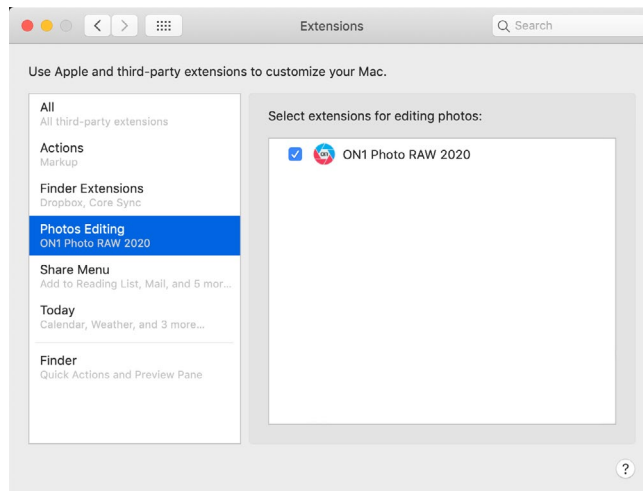 Extensions
Search
Use Apple and third-party extensions to customize your Mac.
All
All third-party extensions
Actions
Markup
Finder Extensions
Dropbox, Core Sync
Photos Editing
ON1 Photo RAW 2020
Share Menu
Add to Reading List, Mail, and 5 mor...
Today
Calendar, Weather, and 3 more...
Finder
Quick Actions and Preview Pane
Select extensions for editing photos:
ON1 Photo RAW 2020
?